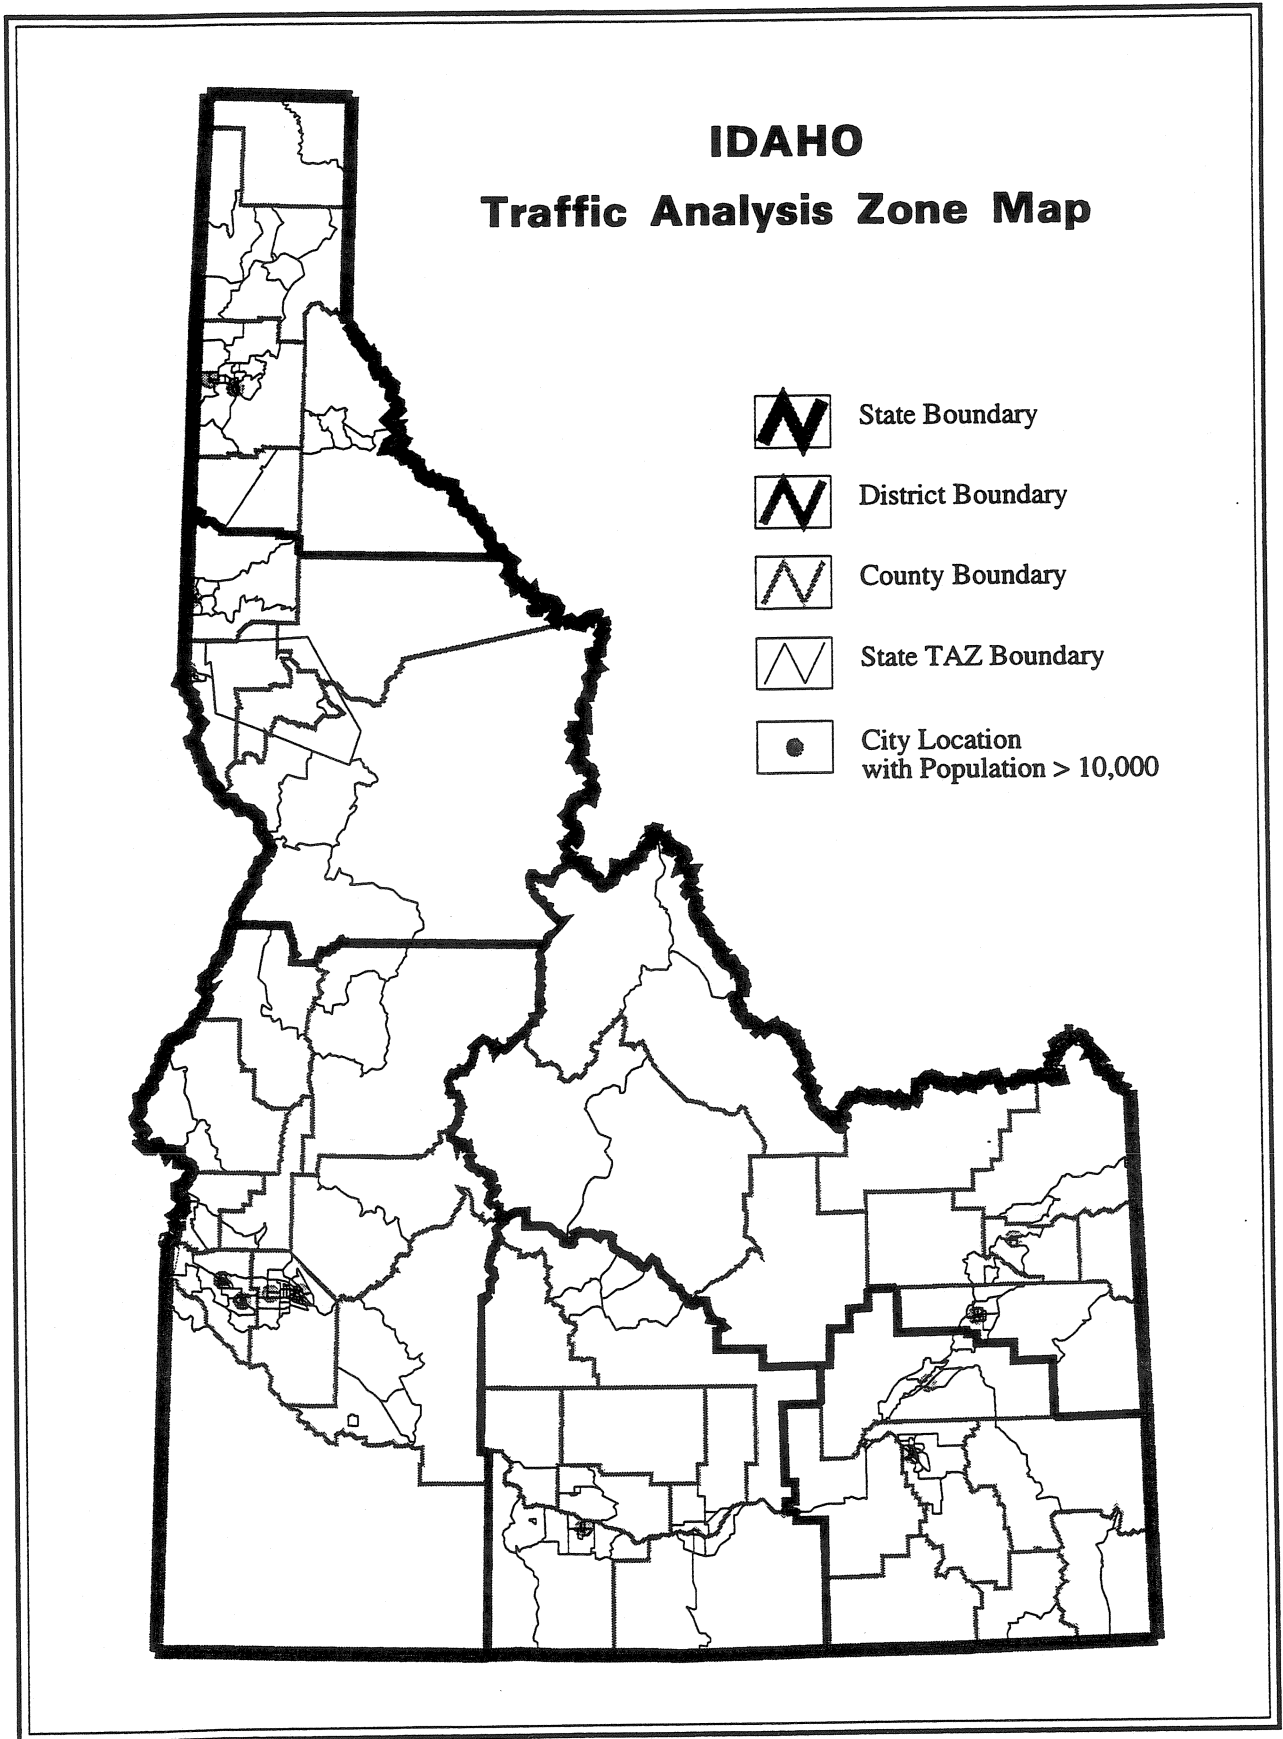 IDAHO
Traffic Analysis Zone Map
State Boundary
District Boundary
County Boundary
State TAZ Boundary
City Location
with Population > 10,000